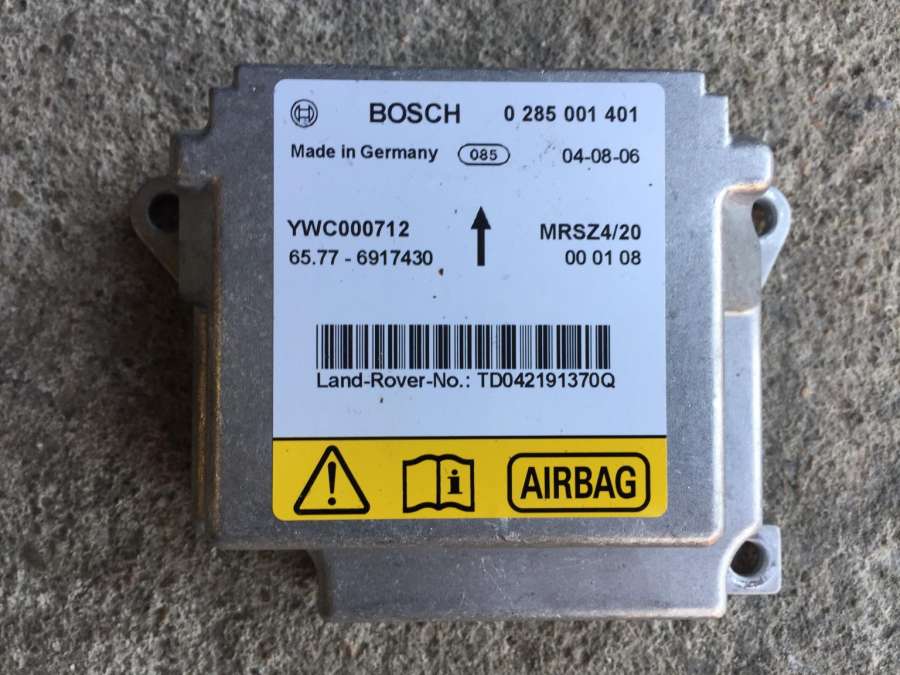 BOSCH 0 285 001 401
Made in Germany 085 04-08-06
YWC000712 MRSZ4/20
65.77 - 6917430 00 01 08
Land-Rover-No.: TD042191370Q
AIRBAG